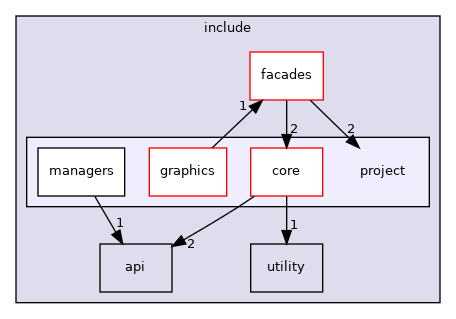 include
facades
1
2
2
managers
graphics
core
project
1
2
1
api
utility